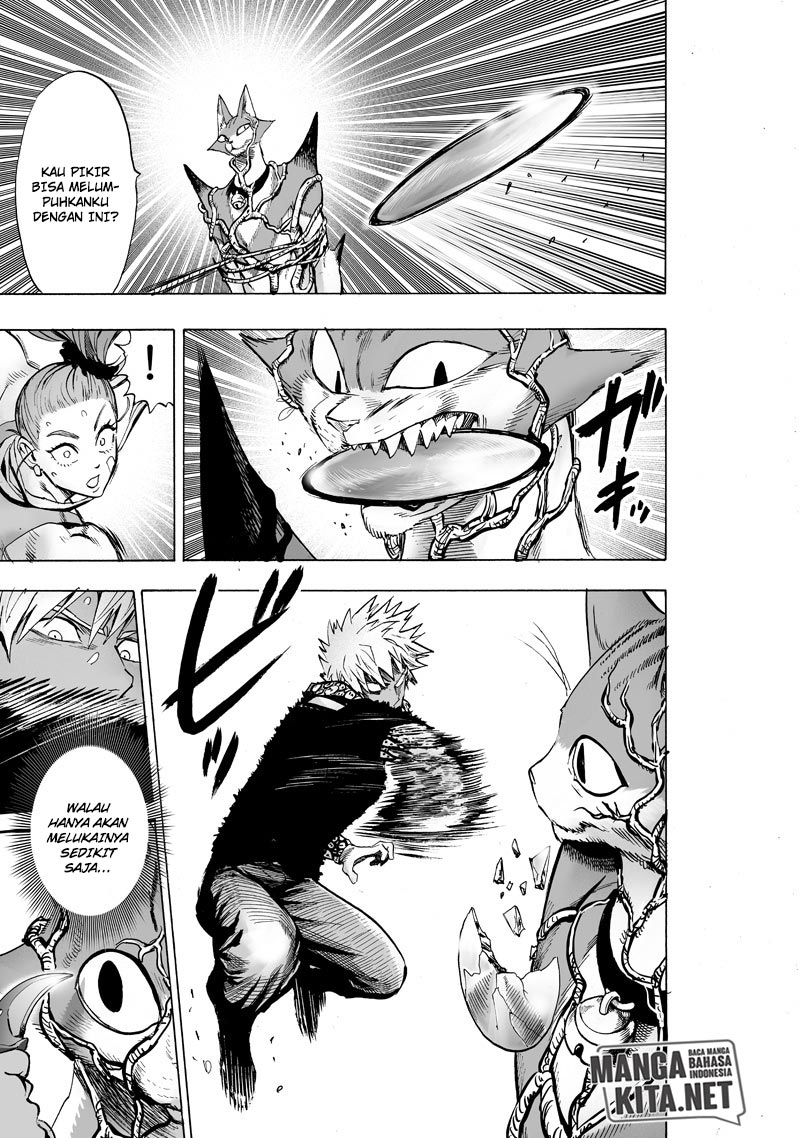 KAU PIKIR
BISA MELUM-
PUHKANKU
DENGAN INI?
!
ガキッ
ビッ
WALAU
HANYA AKAN
MELUKAINYA
SEDIKIT
SAJA...
MANGA
BACA MANGA
BAHASA
INDONESIA
KITA.NET